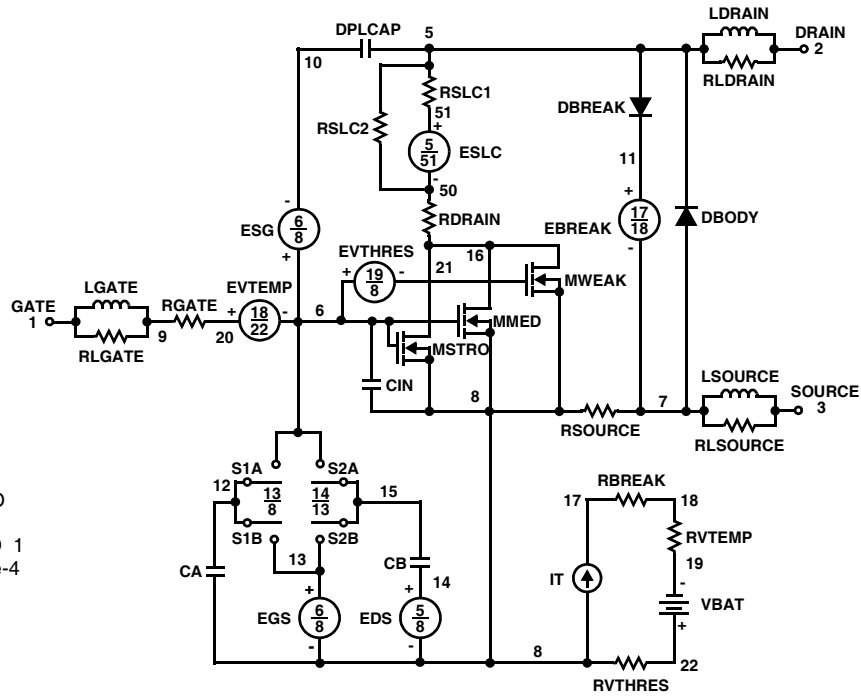 LDRAIN
DPLCAP
5
DRAIN
2
10
RLDRAIN
RSLC1
51
RSLC2
+
5
51
ESLC
-
50
DBREAK
11
+
17
18
EBREAK
-
DBODY
-
ESG
6
8
+
RDRAIN
16
EVTHRES
+
19
8
-
21
MWEAK
LGATE
GATE
1
RLGATE
9
RGATE
20
EVTEMP
+
18
22
-
6
MMED
MSTRO
CIN
8
LSOURCE
7
SOURCE
3
RSOURCE
RLSOURCE
S1A
S2A
12
13
8
14
13
15
S1B
S2B
13
CA
CB
14
+
EGS
6
8
-
+
EDS
5
8
-
RBREAK
17
18
RVTEMP
19
IT
-
VBAT
+
8
22
RVTHRES
O
1
e-4